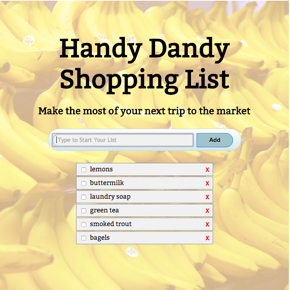 Handy Dandy
Shopping List
Make the most of your next trip to the market
Type to Start Your List
Add
lemons X
buttermilk X
laundry soap X
green tea X
smoked trout X
bagels X